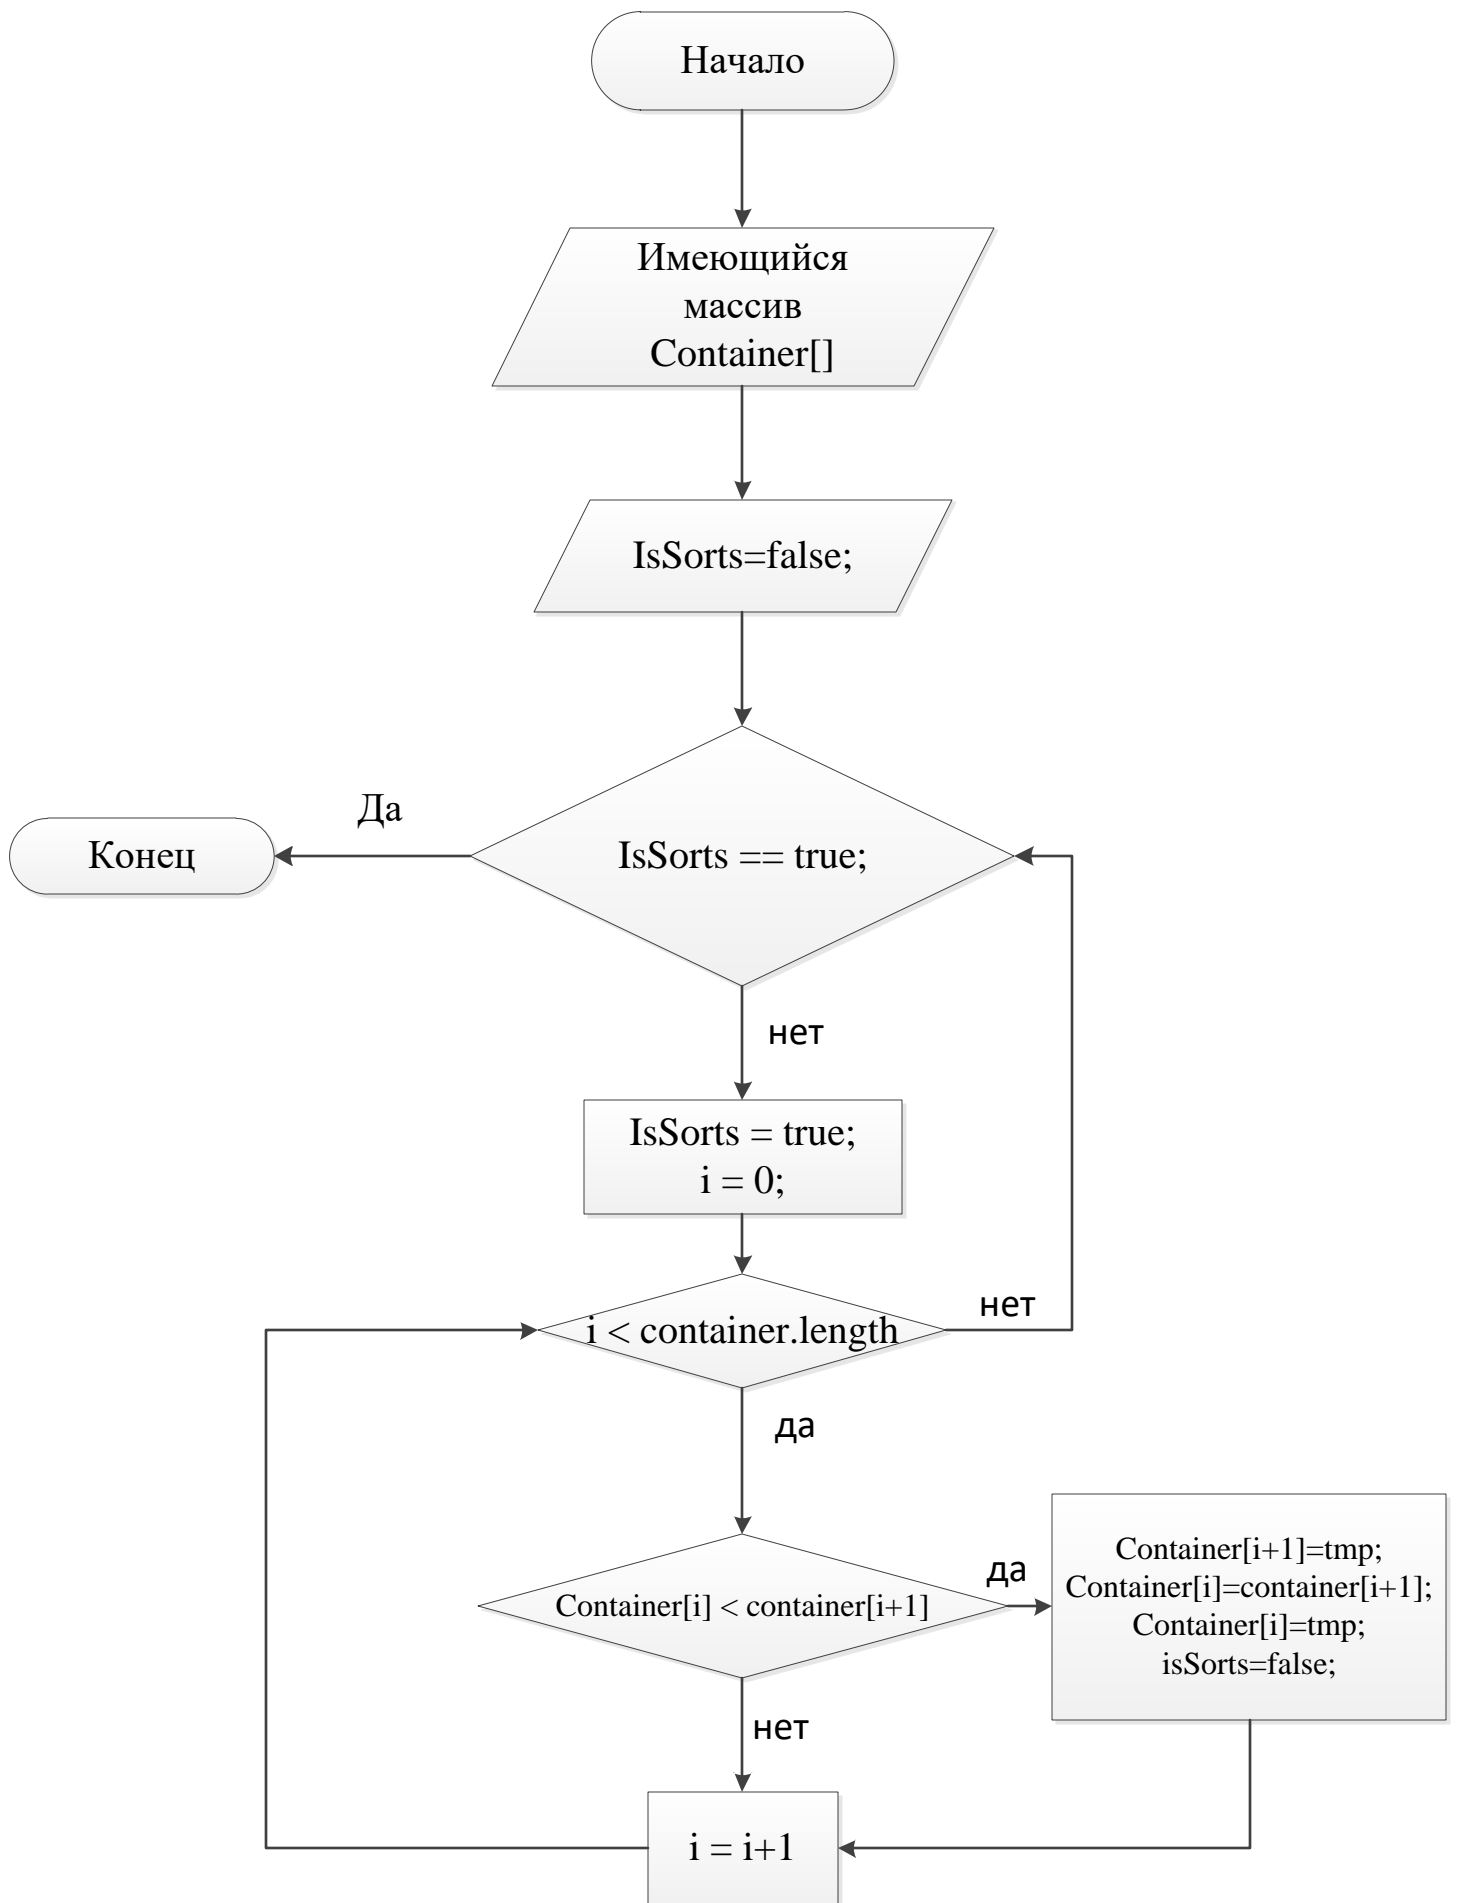 Начало
Имеющийся
массив
Container[]
IsSorts=false;
Да
Конец
IsSorts == true;
нет
IsSorts = true;
i = 0;
нет
i < container.length
да
Container[i] < container[i+1]
да
Container[i+1]=tmp;
Container[i]=container[i+1];
Container[i]=tmp;
isSorts=false;
нет
i = i+1